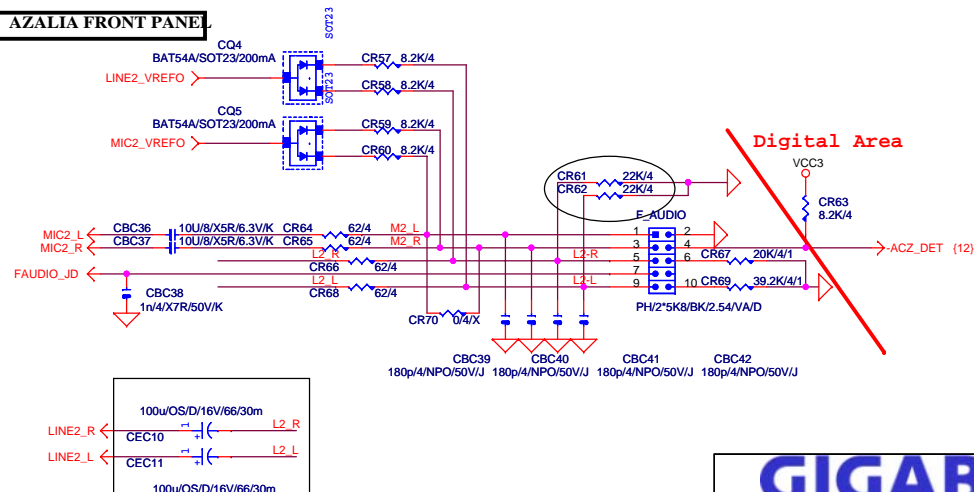 AZALIA FRONT PANEL
SOT23
CQ4
BAT54A/SOT23/200mA
LINE2_VREFO
SOT23
CR57 8.2K/4
CR58 8.2K/4
CQ5
BAT54A/SOT23/200mA
MIC2_VREFO
CR59 8.2K/4
CR60 8.2K/4
Digital Area
VCC3
CR61 22K/4
CR62 22K/4
CR63
8.2K/4
F_AUDIO
MIC2_L
CBC36 10U/8/X5R/6.3V/K CR64 62/4 M2_L
MIC2_R
CBC37 10U/8/X5R/6.3V/K CR65 62/4 M2_R
1 2
3 4
5 6
7
9 10
-ACZ_DET {12}
L2_R
CR66 62/4
L2-R
CR67 20K/4/1
FAUDIO_JD
L2_L
CR68 62/4
L2-L
CR69 39.2K/4/1
CBC38
1n/4/X7R/50V/K
PH/2*5K8/BK/2.54/VA/D
CR70 0/4/X
CBC39 CBC40 CBC41 CBC42
180p/4/NPO/50V/J 180p/4/NPO/50V/J 180p/4/NPO/50V/J 180p/4/NPO/50V/J
100u/OS/D/16V/66/30m
LINE2_R
1
+
L2_R
CEC10
LINE2_L
1
+
L2_L
CEC11
100u/OS/D/16V/66/30m
GIGAB